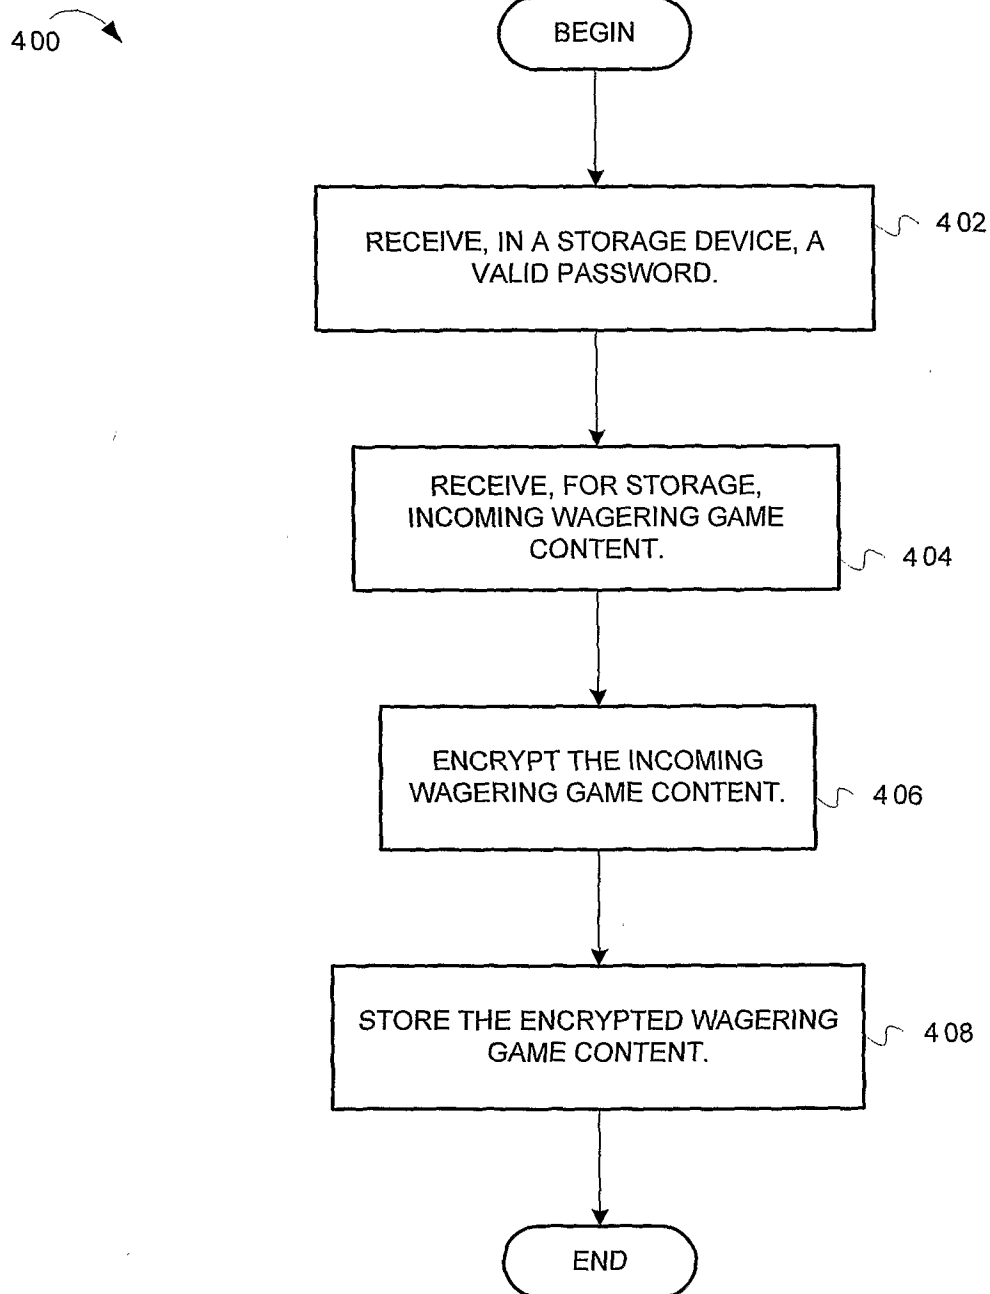 400
BEGIN
RECEIVE, IN A STORAGE DEVICE, A
VALID PASSWORD.
402
RECEIVE, FOR STORAGE,
INCOMING WAGERING GAME
CONTENT.
404
ENCRYPT THE INCOMING
WAGERING GAME CONTENT.
406
STORE THE ENCRYPTED WAGERING
GAME CONTENT.
408
END